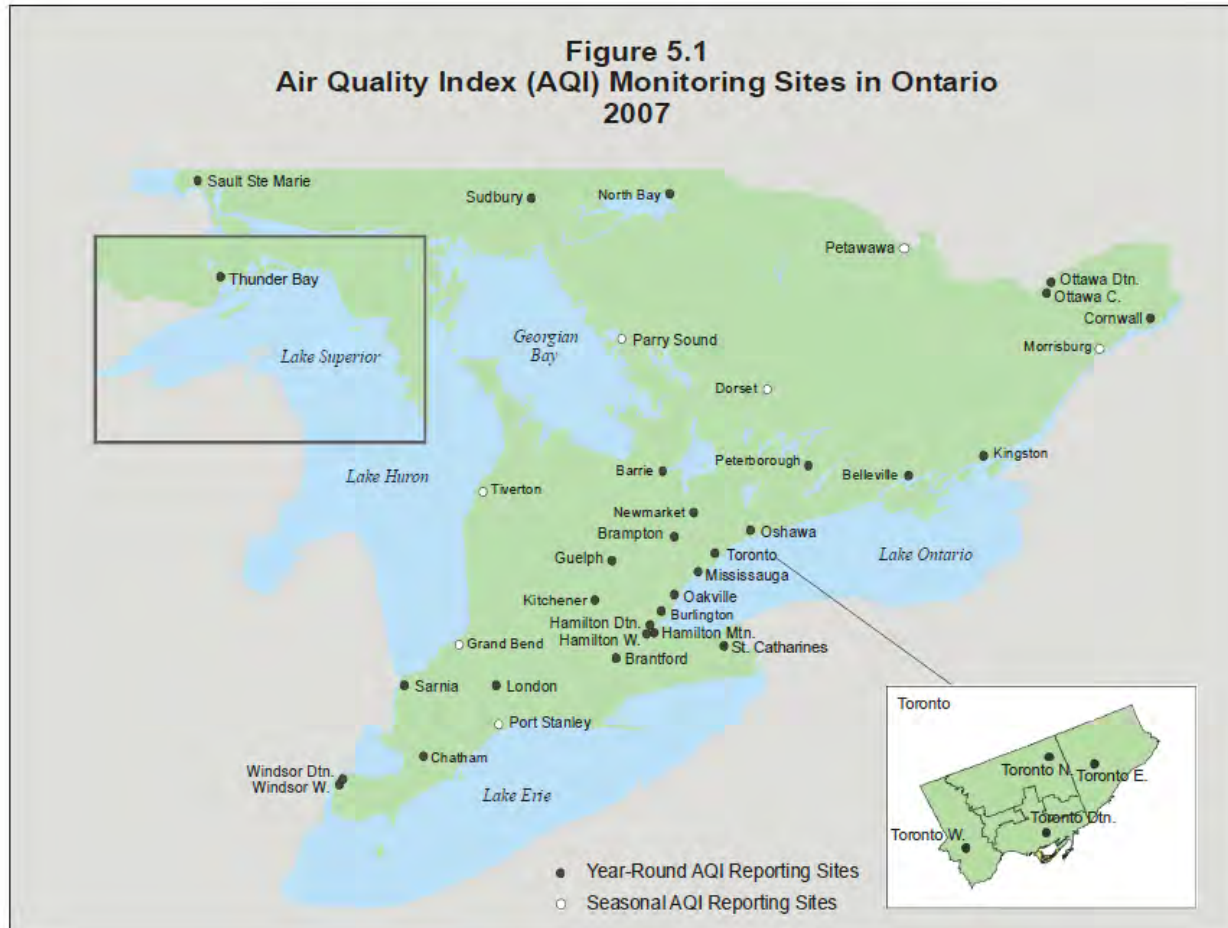 Figure 5.1
Air Quality Index (AQI) Monitoring Sites in Ontario
2007
Sault Ste Marie
Sudbury
North Bay
Petawawa
Thunder Bay
Ottawa Dtn.
Ottawa C.
Cornwall
Georgian
Bay
Parry Sound
Morrisburg
Lake Superior
Dorset
Kingston
Barrie
Peterborough
Belleville
Lake Huron
Tiverton
Newmarket
Brampton
Oshawa
Guelph
Toronto
Lake Ontario
Mississauga
Kitchener
Oakville
Burlington
Hamilton Dtn.
Hamilton W.
Hamilton Mtn.
Grand Bend
St. Catharines
Brantford
Sarnia
London
Port Stanley
Chatham
Windsor Dtn.
Windsor W.
Lake Erie
Toronto
Toronto N.
Toronto E.
Toronto Dtn.
Toronto W.
Year-Round AQI Reporting Sites
Seasonal AQI Reporting Sites